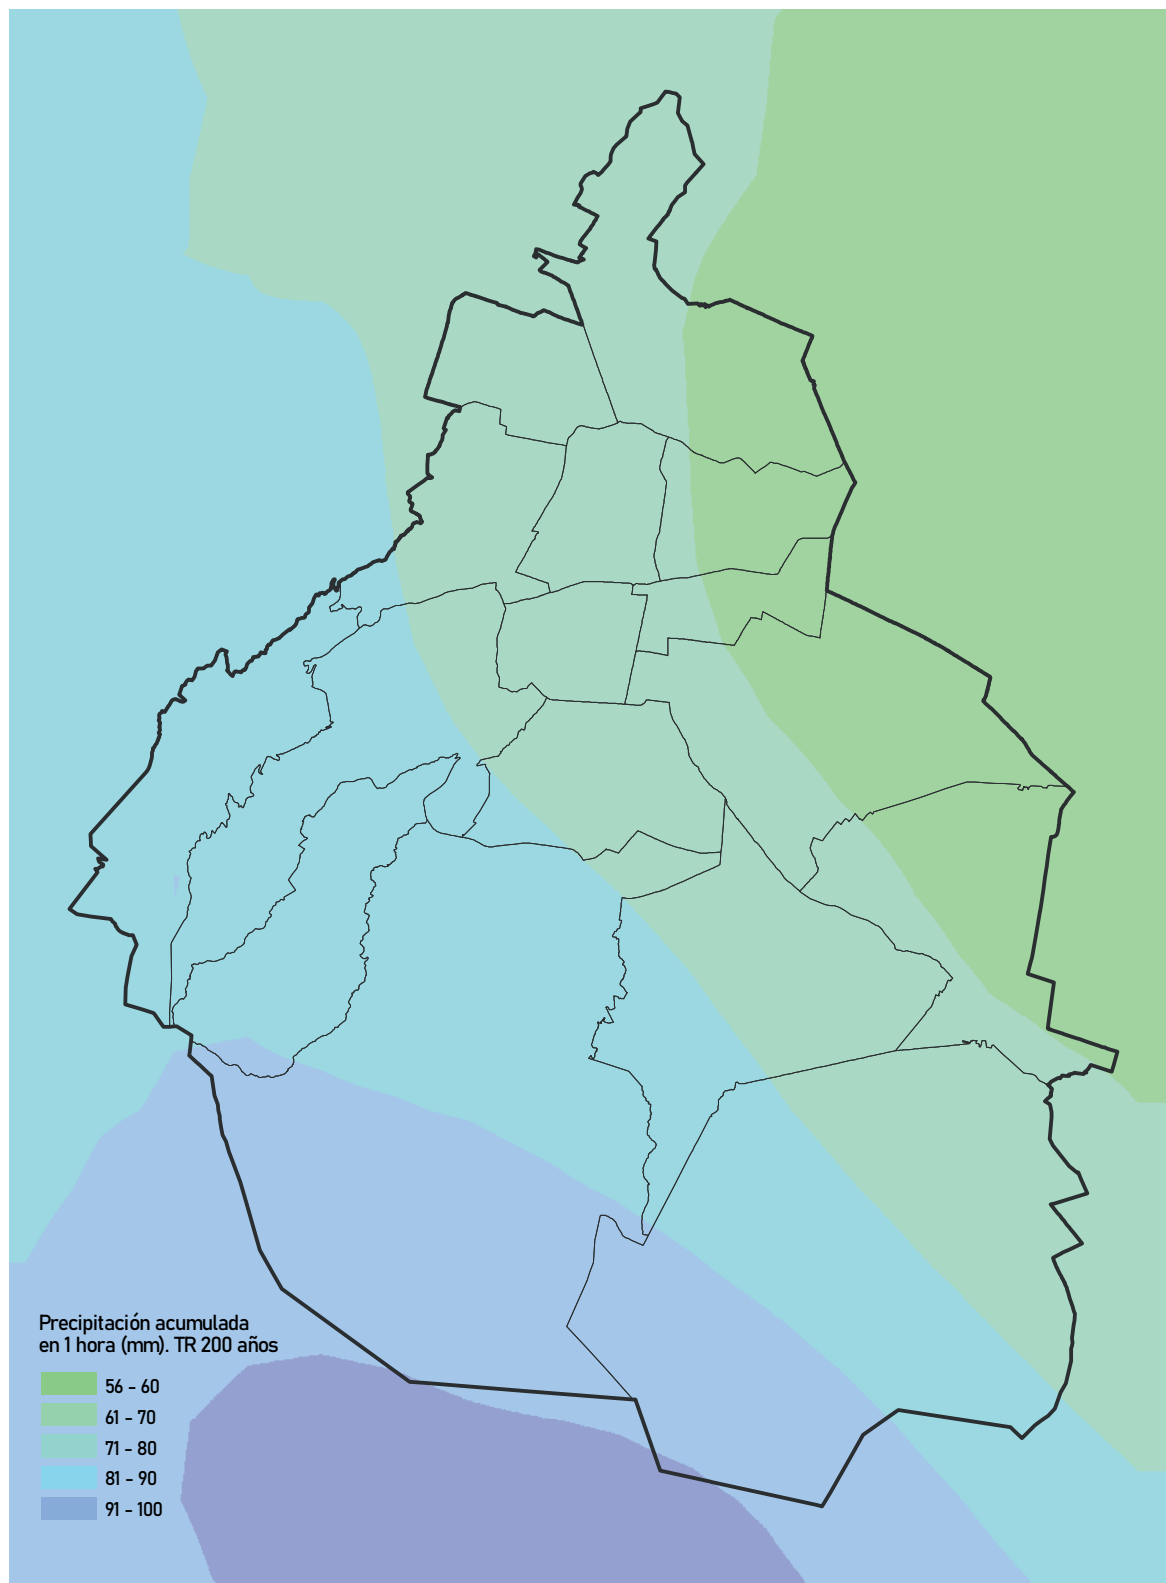 Precipitación acumulada
en 1 hora (mm). TR 200 años
56 - 60
61 - 70
71 - 80
81 - 90
91 - 100